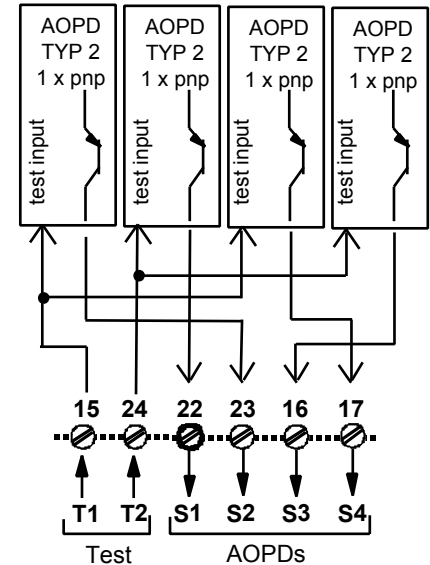 AOPD AOPD AOPD AOPD
TYP 2 TYP 2 TYP 2 TYP 2
1 x pnp 1 x pnp 1 x pnp 1 x pnp
test input test input test input test input
15 24 22 23 16 17
T1 T2 S1 S2 S3 S4
Test AOPDs